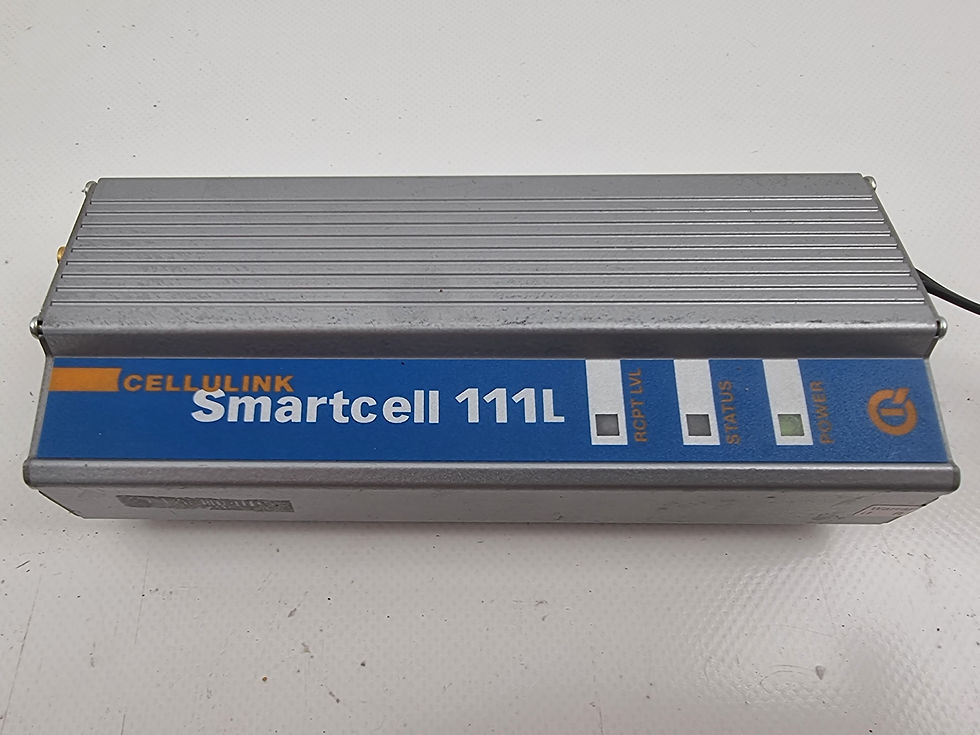 CELLULINK
Smartcell 111L
RCPT LVL
STATUS
POWER